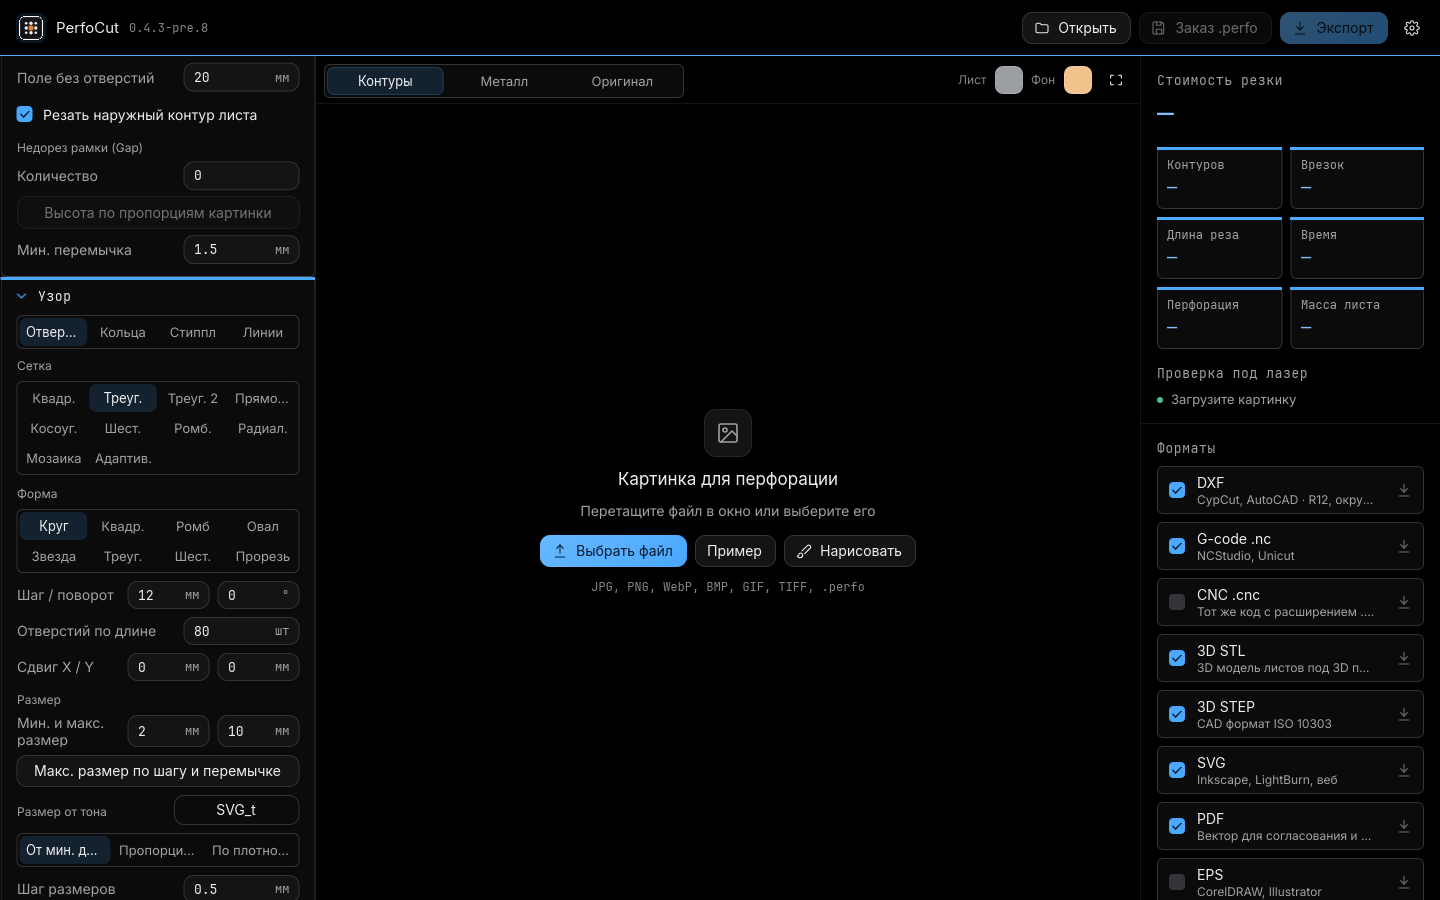 PerfoCut 0.4.3-pre.8
Открыть
Заказ .perfo
Экспорт
Поле без отверстий 20 мм
Резать наружный контур листа
Недорез рамки (Gap)
Количество 0
Высота по пропорциям картинки
Мин. перемычка 1.5 мм
Узор
Отвер... Кольца Стиппл Линии
Сетка
Квадр. Треуг. Треуг. 2 Прямо...
Косоуг. Шест. Ромб. Радиал.
Мозаика Адаптив.
Форма
Круг Квадр. Ромб Овал
Звезда Треуг. Шест. Прорезь
Шаг / поворот 12 мм 0 °
Отверстий по длине 80 шт
Сдвиг X / Y 0 мм 0 мм
Размер
Мин. и макс. размер 2 мм 10 мм
Макс. размер по шагу и перемычке
Размер от тона SVG_t
От мин. д... Пропорци... По плотно...
Шаг размеров 0.5 мм
Контуры Металл Оригинал
Лист Фон
Картинка для перфорации
Перетащите файл в окно или выберите его
Выбрать файл Пример Нарисовать
JPG, PNG, WebP, BMP, GIF, TIFF, .perfo
Стоимость резки
—
Контуров Врезок
— —
Длина реза Время
— —
Перфорация Масса листа
— —
Проверка под лазер
Загрузите картинку
Форматы
DXF
CypCut, AutoCAD · R12, окру...
G-code .nc
NCStudio, Unicut
CNC .cnc
Тот же код с расширением ....
3D STL
3D модель листов под 3D п...
3D STEP
CAD формат ISO 10303
SVG
Inkscape, LightBurn, веб
PDF
Вектор для согласования и ...
EPS
CorelDRAW, Illustrator